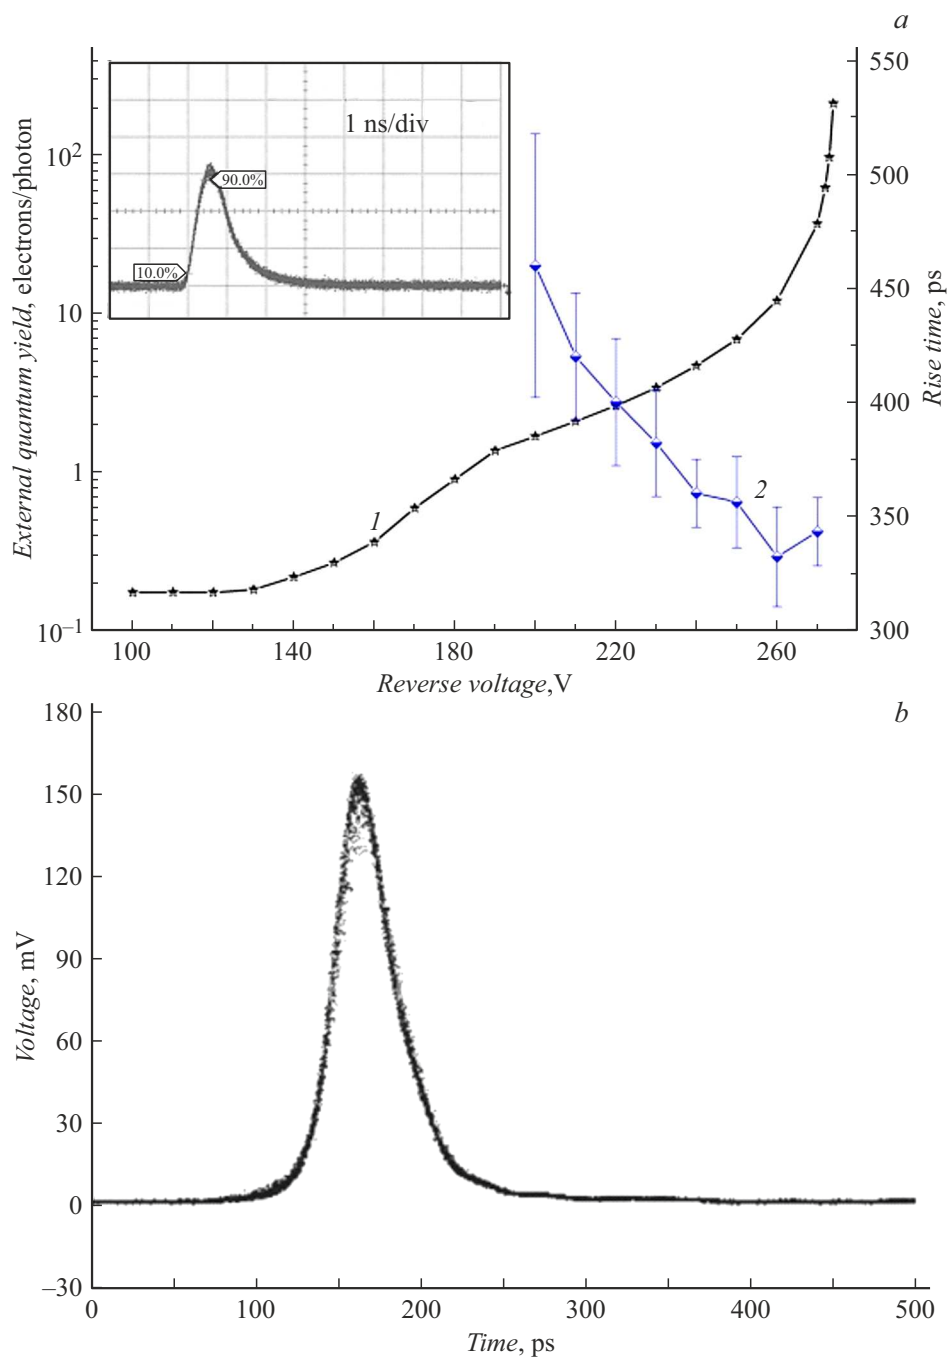 a
1 ns/div
90.0%
10.0%
External quantum yield, electrons/photon
10²
10
1
10⁻¹
550
500
450
400
350
300
Rise time, ps
1
2
100 140 180 220 260
Reverse voltage,V
b
180
150
120
90
60
30
0
–30
Voltage, mV
0 100 200 300 400 500
Time, ps